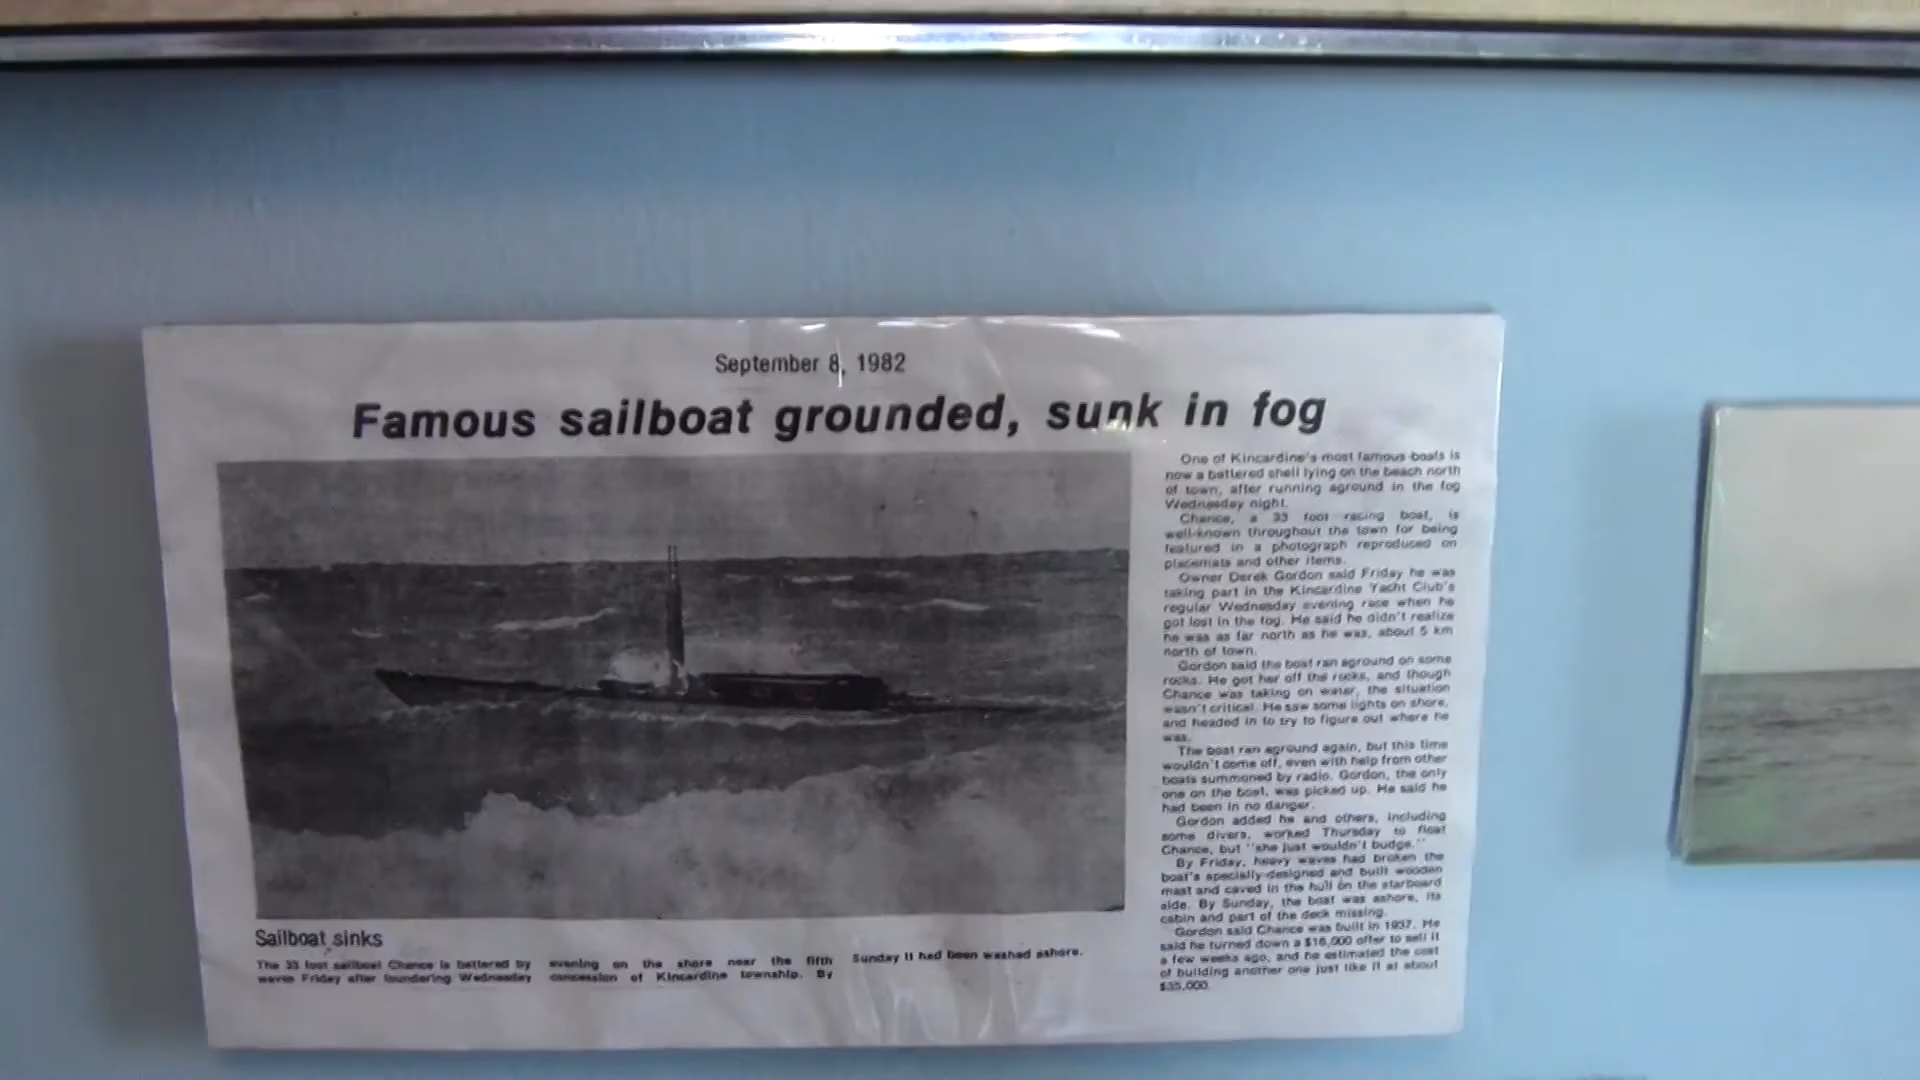 September 8, 1982
Famous sailboat grounded, sunk in fog
One of Kincardine's most famous boats is
now a battered shell lying on the beach north
of town, after running aground in the fog
Wednesday night.
Chance, a 33 foot racing boat, is
well-known throughout the town for being
featured in a photograph reproduced on
placemats and other items.
Owner Derek Gordon said Friday he was
taking part in the Kincardine Yacht Club's
regular Wednesday evening race when he
got lost in the fog. He said he didn't realize
he was as far north as he was, about 5 km
north of town.
Gordon said the boat ran aground on some
rocks. He got her off the rocks, and though
Chance was taking on water, the situation
wasn't critical. He saw some lights on shore,
and headed in to try to figure out where he
was.
The boat ran aground again, but this time
wouldn't come off, even with help from other
boats summoned by radio. Gordon, the only
one on the boat, was picked up. He said he
had been in no danger.
Gordon added he and others, including
some divers, worked Thursday to float
Chance, but "she just wouldn't budge."
By Friday, heavy waves had broken the
boat's specially-designed and built wooden
mast and caved in the hull on the starboard
side. By Sunday, the boat was ashore, its
cabin and part of the deck missing.
Gordon said Chance was built in 1937. He
said he turned down a $16,000 offer to sell it
a few weeks ago, and he estimated the cost
of building another one just like it at about
$35,000.
Sailboat sinks
The 33 foot sailboat Chance is battered by
waves Friday after foundering Wednesday
evening on the shore near the fifth
concession of Kincardine township. By
Sunday it had been washed ashore.